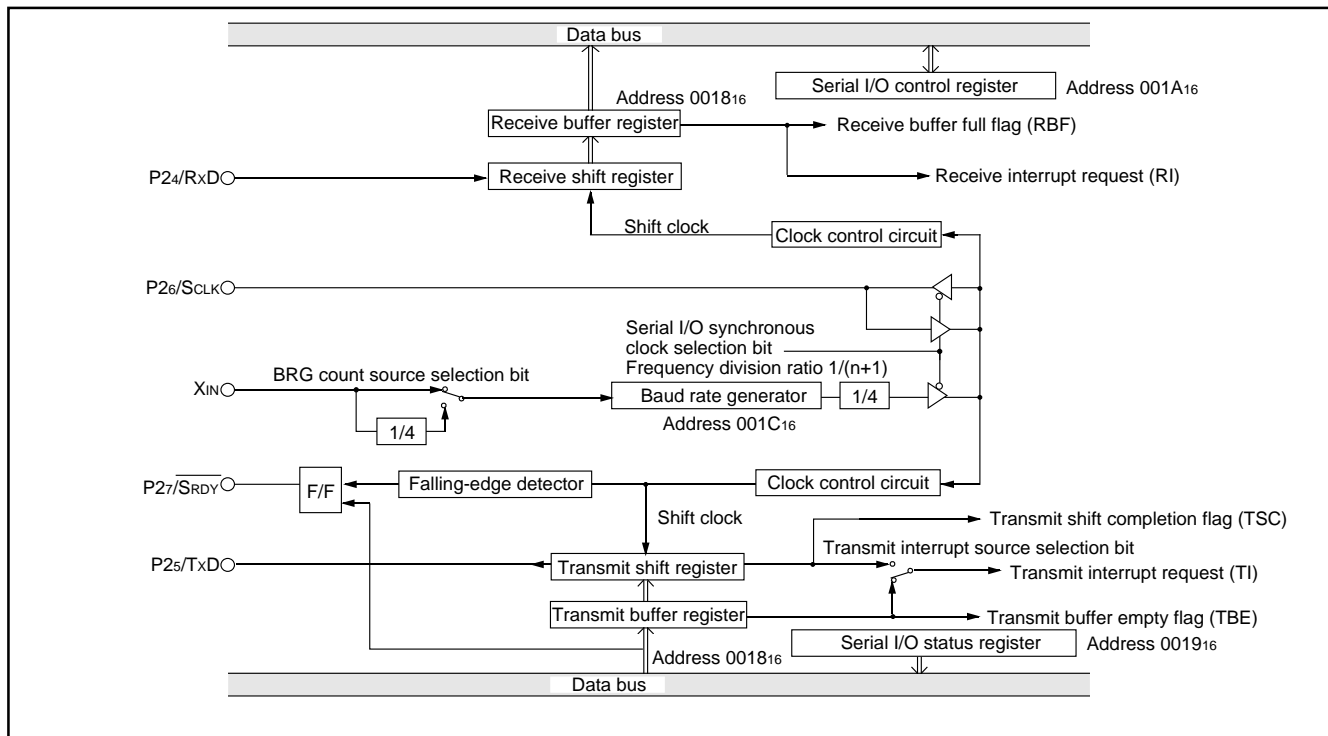 Data bus
Serial I/O control register
Address 001A16
Address 001816
Receive buffer register
Receive buffer full flag (RBF)
P24/RXD
Receive shift register
Receive interrupt request (RI)
Shift clock
Clock control circuit
P26/SCLK
Serial I/O synchronous
clock selection bit
Frequency division ratio 1/(n+1)
XIN
BRG count source selection bit
Baud rate generator
1/4
1/4
Address 001C16
P27/SRDY
F/F
Falling-edge detector
Clock control circuit
Shift clock
Transmit shift completion flag (TSC)
Transmit interrupt source selection bit
P25/TXD
Transmit shift register
Transmit interrupt request (TI)
Transmit buffer register
Transmit buffer empty flag (TBE)
Serial I/O status register
Address 001916
Address 001816
Data bus